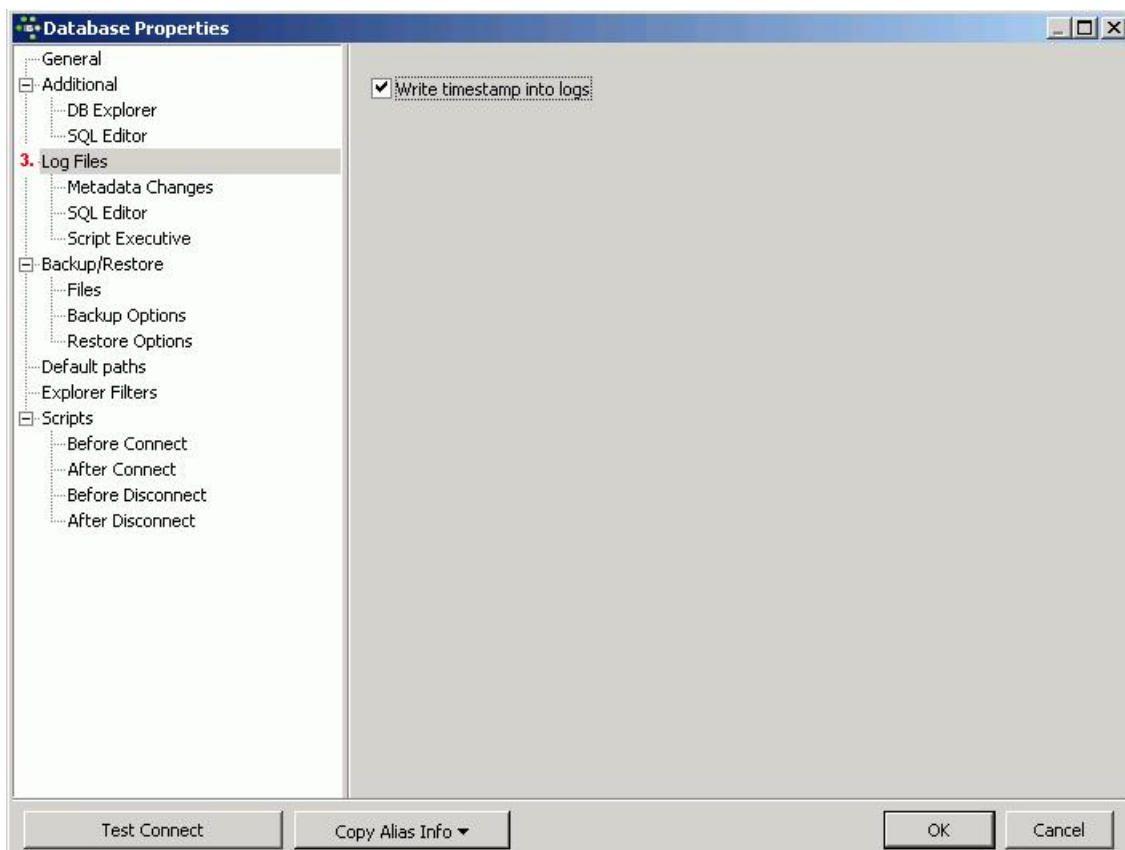 Database Properties
General
Additional
DB Explorer
SQL Editor
3. Log Files
Metadata Changes
SQL Editor
Script Executive
Backup/Restore
Files
Backup Options
Restore Options
Default paths
Explorer Filters
Scripts
Before Connect
After Connect
Before Disconnect
After Disconnect
Write timestamp into logs
Test Connect
Copy Alias Info
OK
Cancel